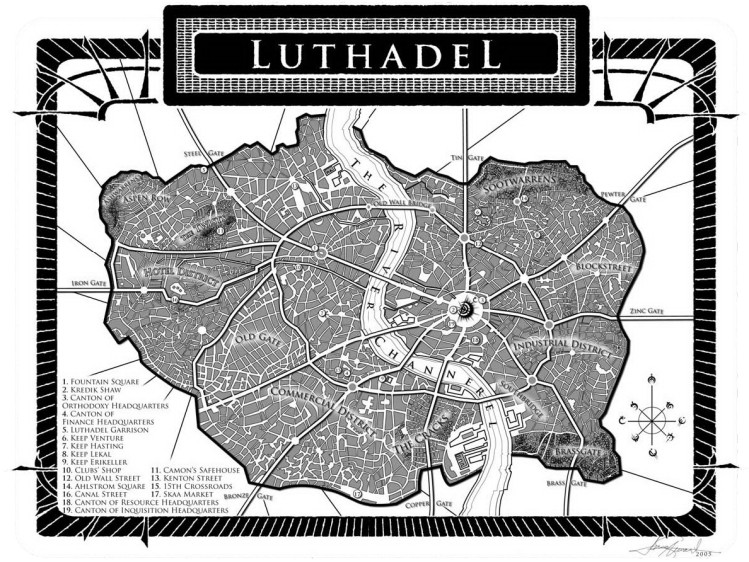 LUTHADEL
STEEL GATE
TIN GATE
THE RIVER CHANNEREL
OLD WALL BRIDGE
SOOTWARRENS
PEWTER GATE
ASPEN ROW
BLOCKSTREET
HOTEL DISTRICT
IRON GATE
ZINC GATE
OLD GATE
INDUSTRIAL DISTRICT
COMMERCIAL DISTRICT
SOUTHBRIDGE
THE CRACKS
BRASSGATE
BRASS GATE
COPPER GATE
BRONZE GATE
1. FOUNTAIN SQUARE
2. KREDIK SHAW
3. CANTON OF
ORTHODOXY HEADQUARTERS
4. CANTON OF
FINANCE HEADQUARTERS
5. LUTHADEL GARRISON
6. KEEP VENTURE
7. KEEP HASTING
8. KEEP LEKAL
9. KEEP ERIKELLER
10. CLUBS' SHOP
11. CAMON'S SAFEHOUSE
12. OLD WALL STREET
13. KENTON STREET
14. AHLSTROM SQUARE
15. 15TH CROSSROADS
16. CANAL STREET
17. SKAA MARKET
18. CANTON OF RESOURCE HEADQUARTERS
19. CANTON OF INQUISITION HEADQUARTERS
2005